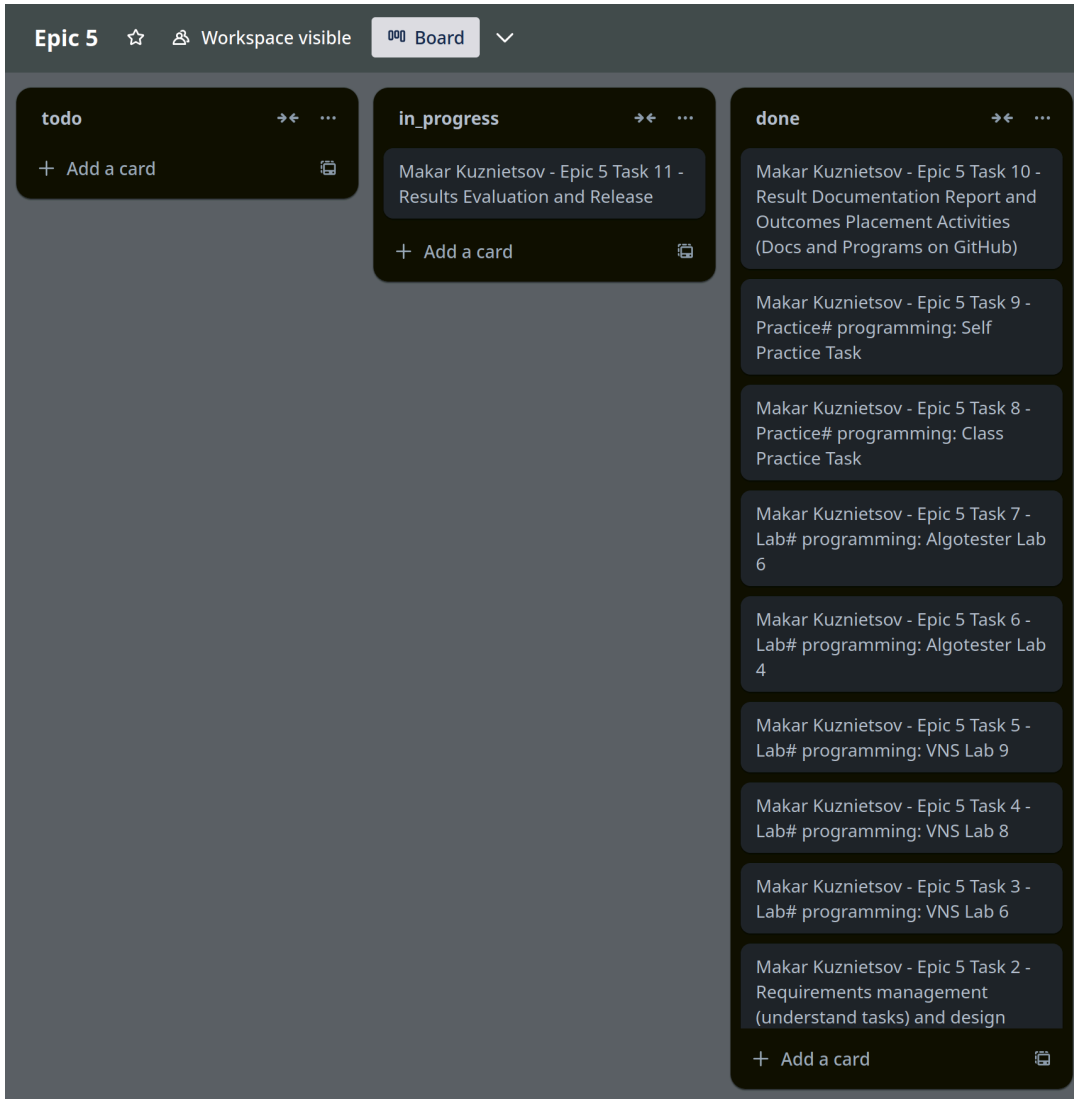 Epic 5
Workspace visible
Board
todo
Add a card
in_progress
Makar Kuznietsov - Epic 5 Task 11 -
Results Evaluation and Release
Add a card
done
Makar Kuznietsov - Epic 5 Task 10 -
Result Documentation Report and
Outcomes Placement Activities
(Docs and Programs on GitHub)
Makar Kuznietsov - Epic 5 Task 9 -
Practice# programming: Self
Practice Task
Makar Kuznietsov - Epic 5 Task 8 -
Practice# programming: Class
Practice Task
Makar Kuznietsov - Epic 5 Task 7 -
Lab# programming: Algotester Lab
6
Makar Kuznietsov - Epic 5 Task 6 -
Lab# programming: Algotester Lab
4
Makar Kuznietsov - Epic 5 Task 5 -
Lab# programming: VNS Lab 9
Makar Kuznietsov - Epic 5 Task 4 -
Lab# programming: VNS Lab 8
Makar Kuznietsov - Epic 5 Task 3 -
Lab# programming: VNS Lab 6
Makar Kuznietsov - Epic 5 Task 2 -
Requirements management
(understand tasks) and design
Add a card